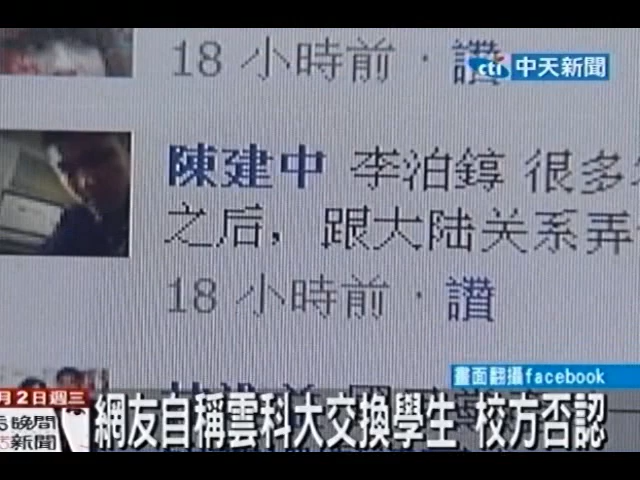 18 小時前 · 讚
cti 中天新聞
陳建中 李泊錞 很多
之后，跟大陆关系弄
18 小時前 · 讚
畫面翻攝facebook
月2日週三
晚間
新聞
網友自稱雲科大交換學生 校方否認